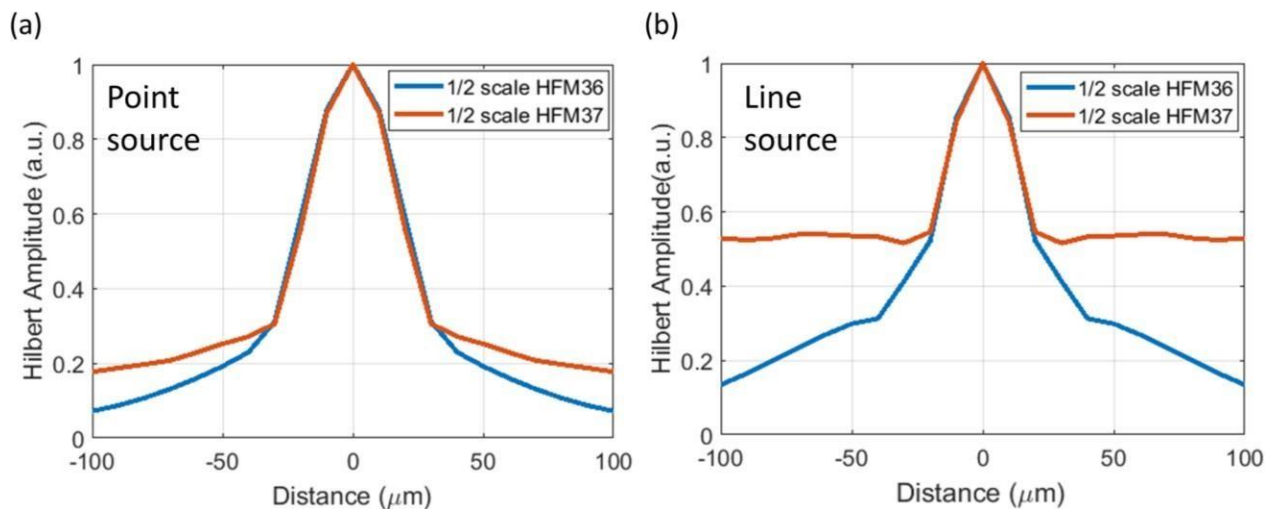 (a)
Point
source
1/2 scale HFM36
1/2 scale HFM37
Hilbert Amplitude (a.u.)
1
0.8
0.6
0.4
0.2
0
-100
-50
0
50
100
Distance (μm)
(b)
Line
source
1/2 scale HFM36
1/2 scale HFM37
Hilbert Amplitude(a.u.)
1
0.8
0.6
0.4
0.2
0
-100
-50
0
50
100
Distance (μm)